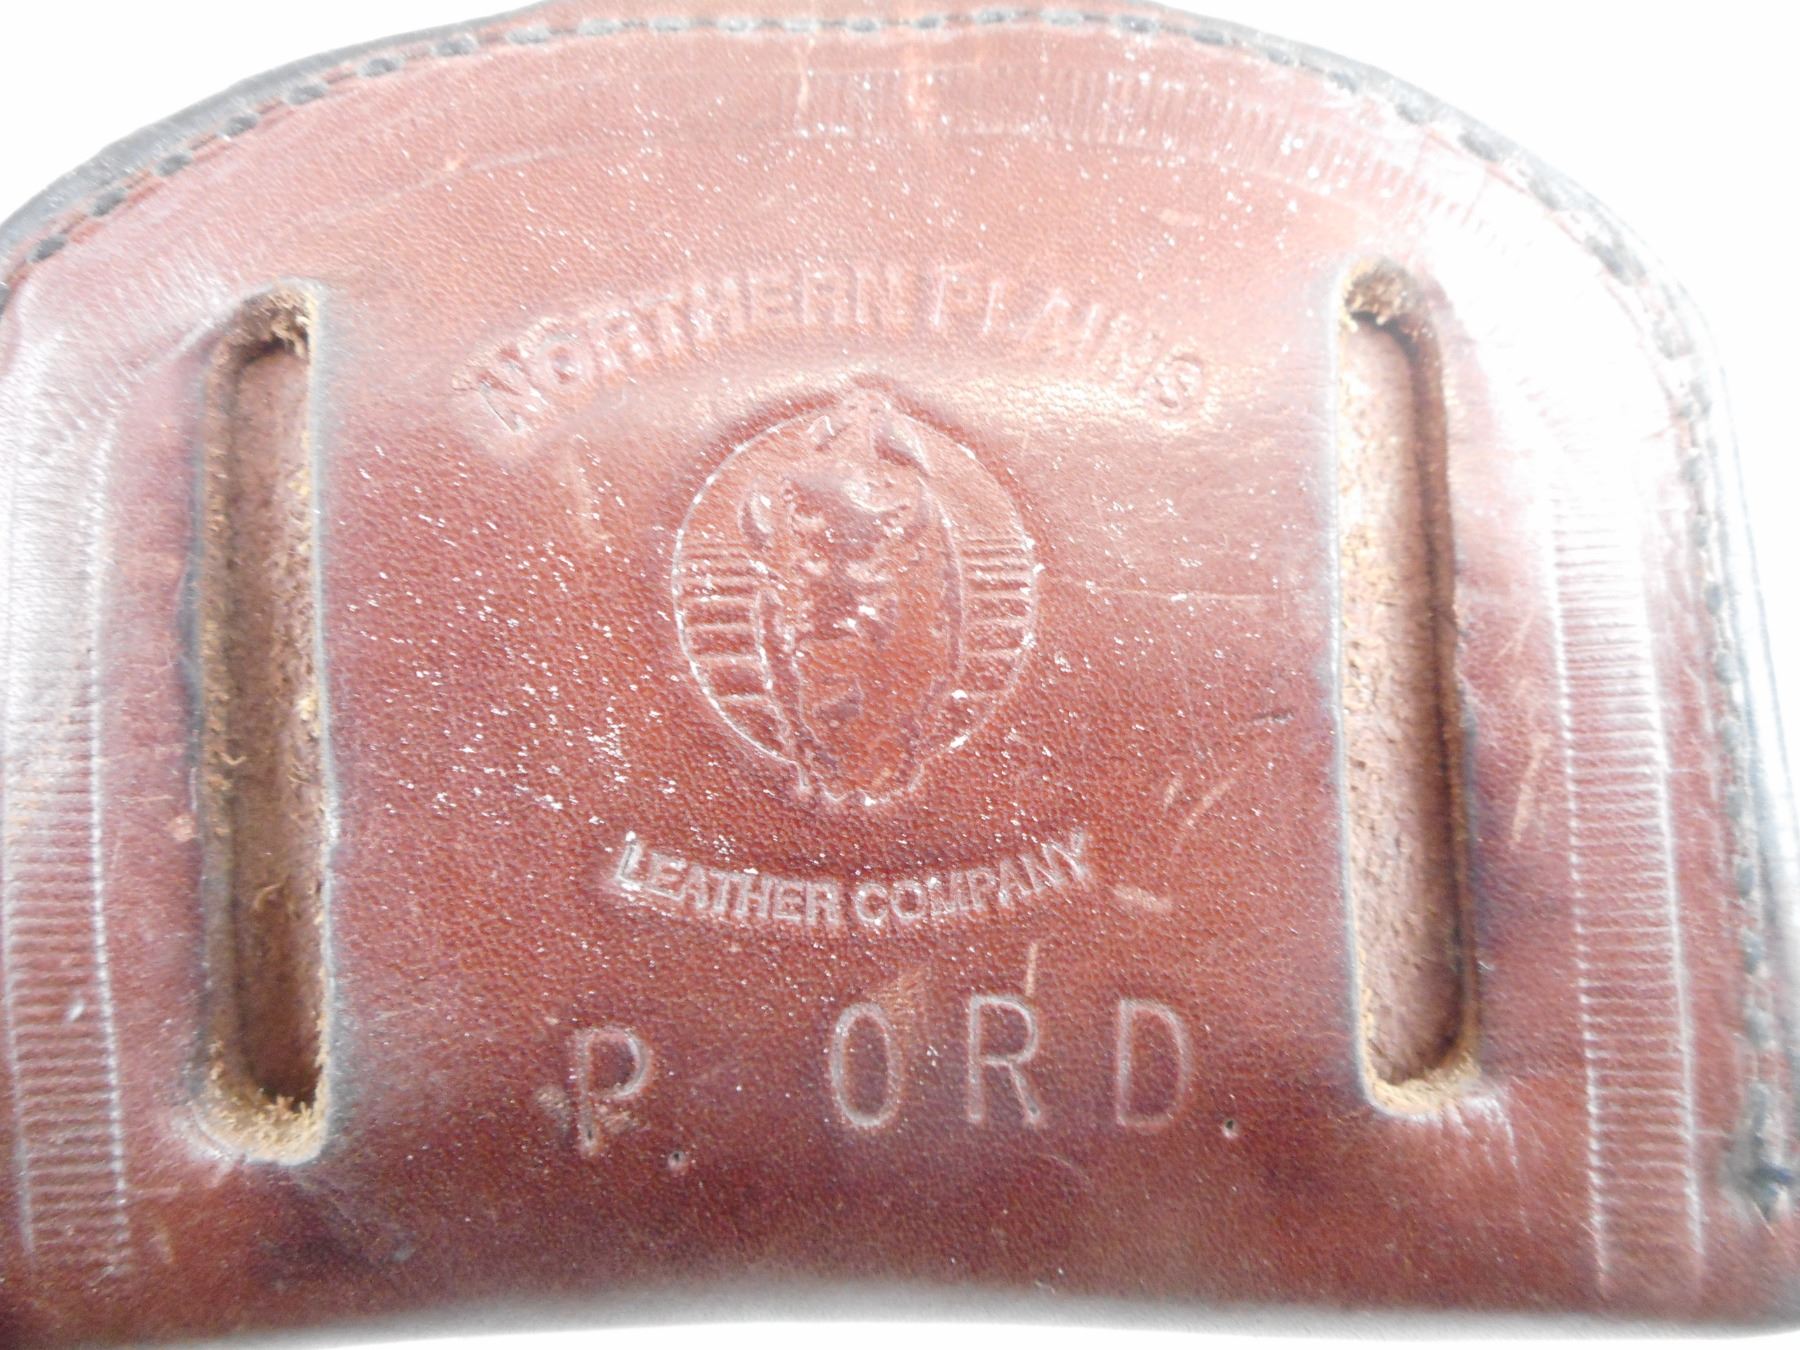 NORTHERN PLAINS
LEATHER COMPANY
P. ORD.